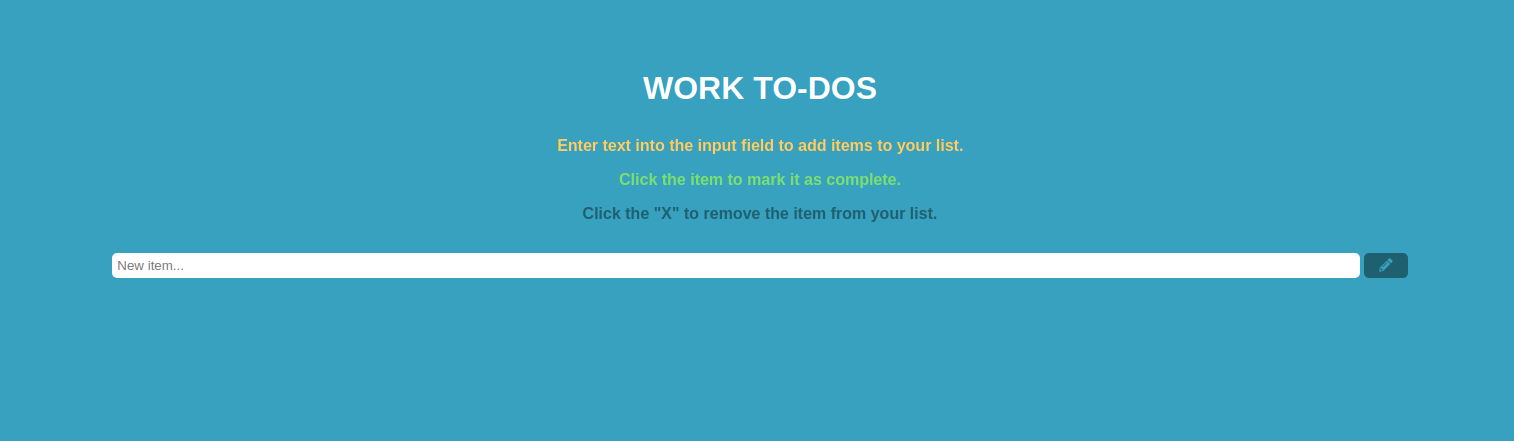 WORK TO-DOS
Enter text into the input field to add items to your list.
Click the item to mark it as complete.
Click the "X" to remove the item from your list.
New item...